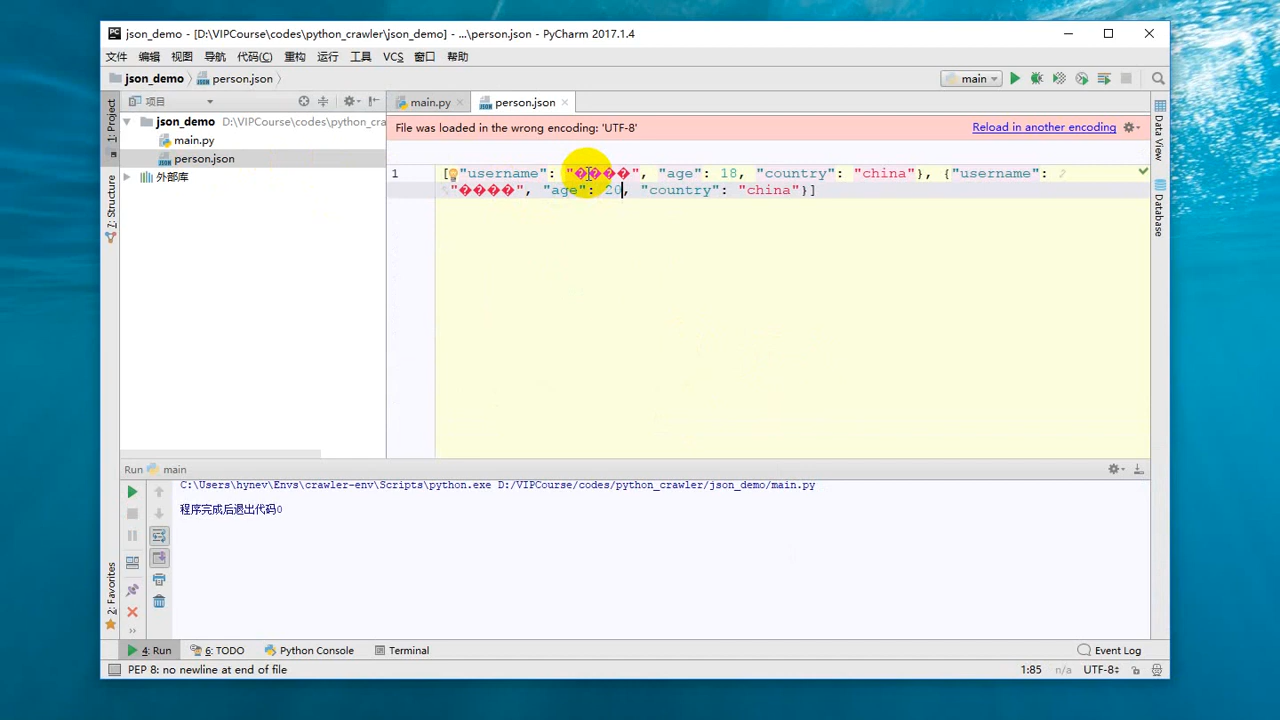 json_demo - [D:\VIPCourse\codes\python_crawler\json_demo] - ...\person.json - PyCharm 2017.1.4
文件 编辑 视图 导航 代码(C) 重构 运行 工具 VCS 窗口 帮助
json_demo person.json main
1: Project
项目
main.py person.json
json_demo D:\VIPCourse\codes\python_cra
main.py
person.json
外部库
File was loaded in the wrong encoding: 'UTF-8' Reload in another encoding
1 ["username": "����", "age": 18, "country": "china"}, {"username":
"����", "age": 20, "country": "china"}]
7: Structure
Data View
Database
Run main
C:\Users\hynev\Envs\crawler-env\Scripts\python.exe D:/VIPCourse/codes/python_crawler/json_demo/main.py
程序完成后退出代码0
2: Favorites
4: Run 6: TODO Python Console Terminal Event Log
PEP 8: no newline at end of file 1:85 n/a UTF-8